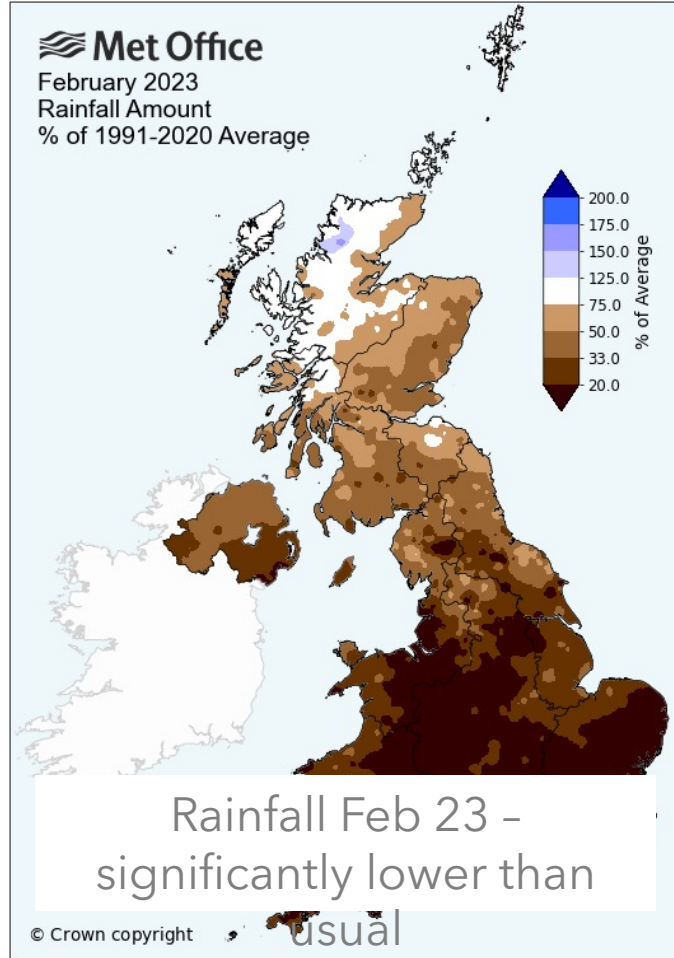 Met Office
February 2023
Rainfall Amount
% of 1991-2020 Average
200.0
175.0
150.0
125.0
75.0
50.0
33.0
20.0
% of Average
Rainfall Feb 23 –
significantly lower than
usual
© Crown copyright